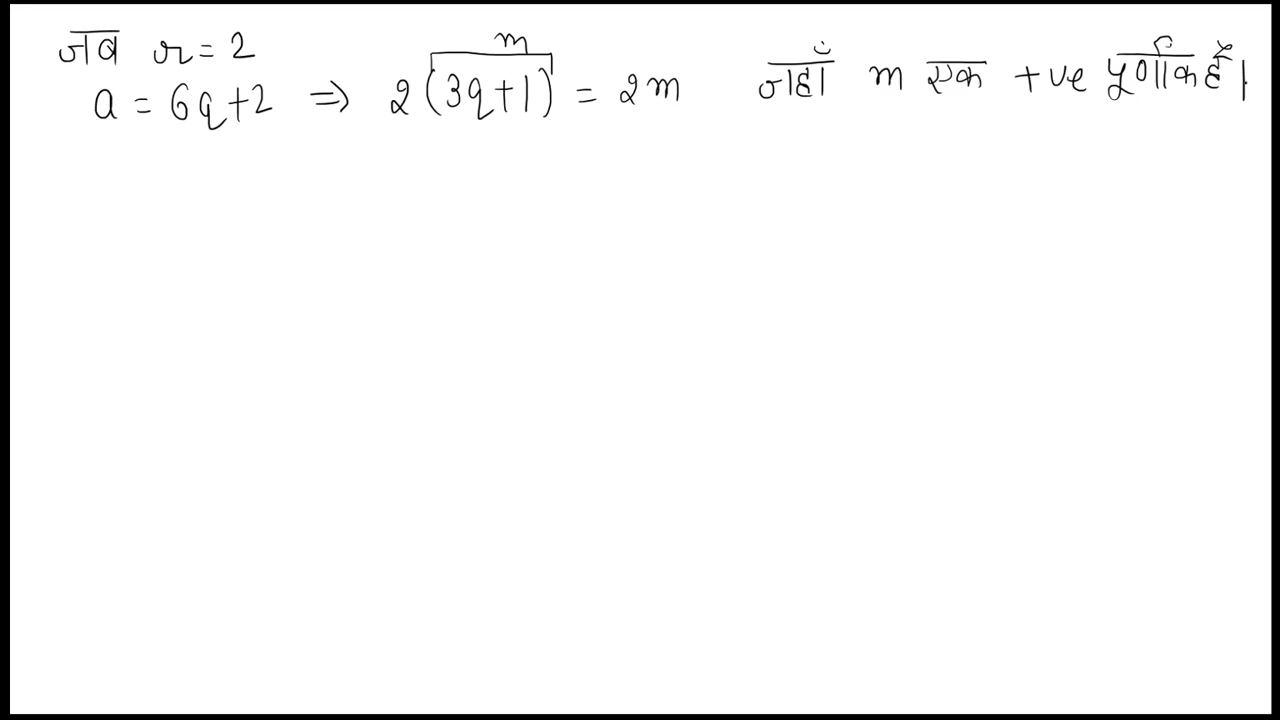 जब r = 2
m
a = 6q+2 ⇒ 2(3q+1) = 2m जहाँ m एक +ve पूर्णांक है।